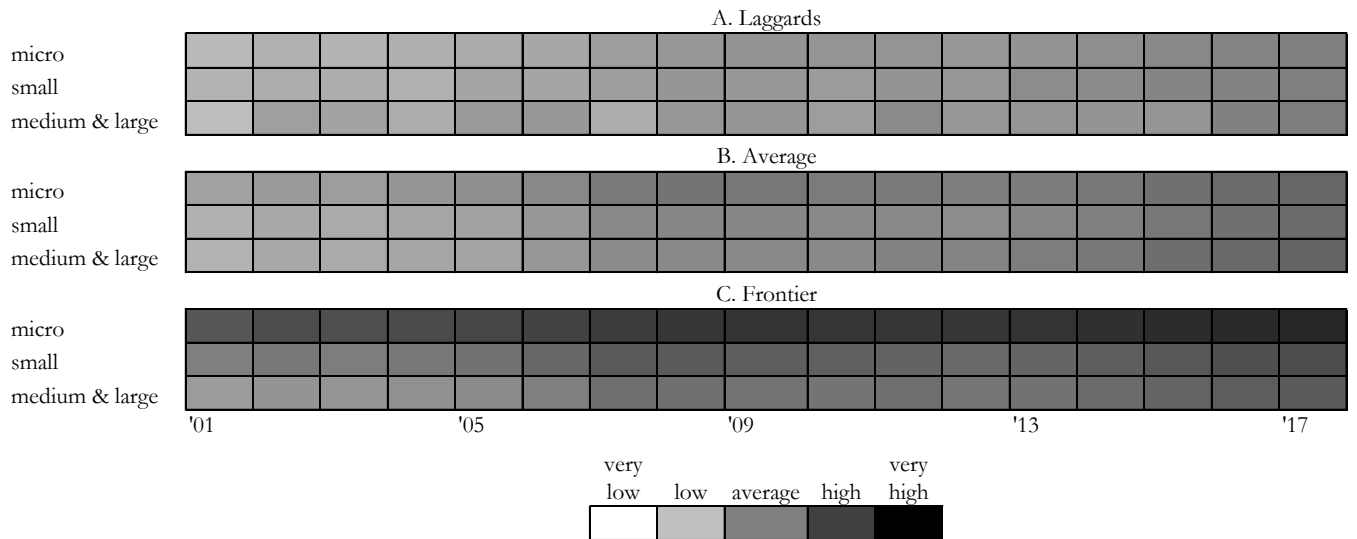 A. Laggards
micro
small
medium & large
B. Average
micro
small
medium & large
C. Frontier
micro
small
medium & large
'01 '05 '09 '13 '17
very very
low low average high high